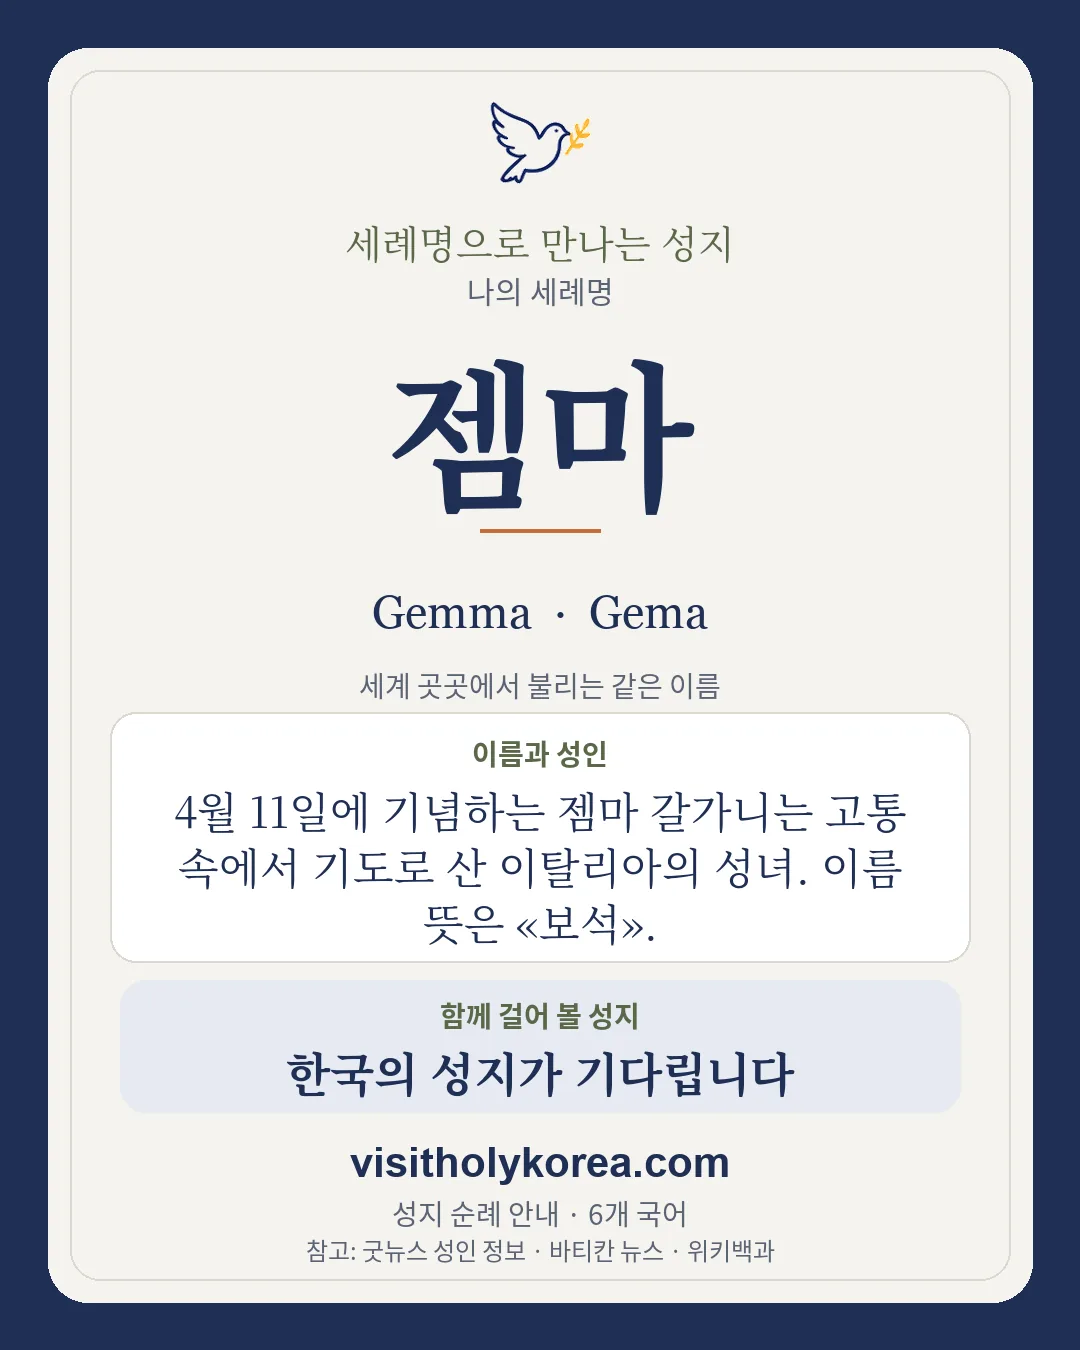 세례명으로 만나는 성지
나의 세례명
젬마
Gemma · Gema
세계 곳곳에서 불리는 같은 이름
이름과 성인
4월 11일에 기념하는 젬마 갈가니는 고통
속에서 기도로 산 이탈리아의 성녀. 이름
뜻은 «보석».
함께 걸어 볼 성지
한국의 성지가 기다립니다
visitholykorea.com
성지 순례 안내 · 6개 국어
참고: 굿뉴스 성인 정보 · 바티칸 뉴스 · 위키백과